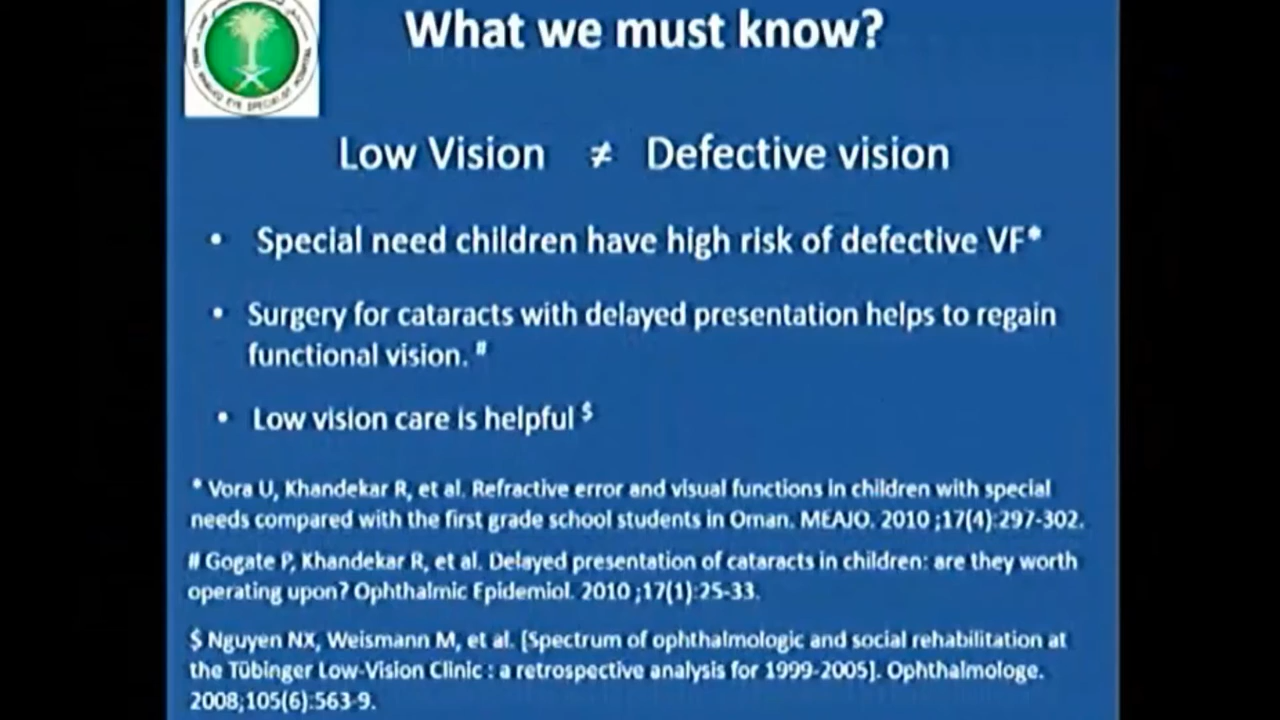 What we must know?
Low Vision ≠ Defective vision
• Special need children have high risk of defective VF*
• Surgery for cataracts with delayed presentation helps to regain
functional vision. #
• Low vision care is helpful $
* Vora U, Khandekar R, et al. Refractive error and visual functions in children with special
needs compared with the first grade school students in Oman. MEAJO. 2010 ;17(4):297-302.
# Gogate P, Khandekar R, et al. Delayed presentation of cataracts in children: are they worth
operating upon? Ophthalmic Epidemiol. 2010 ;17(1):25-33.
$ Nguyen NX, Weismann M, et al. [Spectrum of ophthalmologic and social rehabilitation at
the Tübinger Low-Vision Clinic : a retrospective analysis for 1999-2005]. Ophthalmologe.
2008;105(6):563-9.